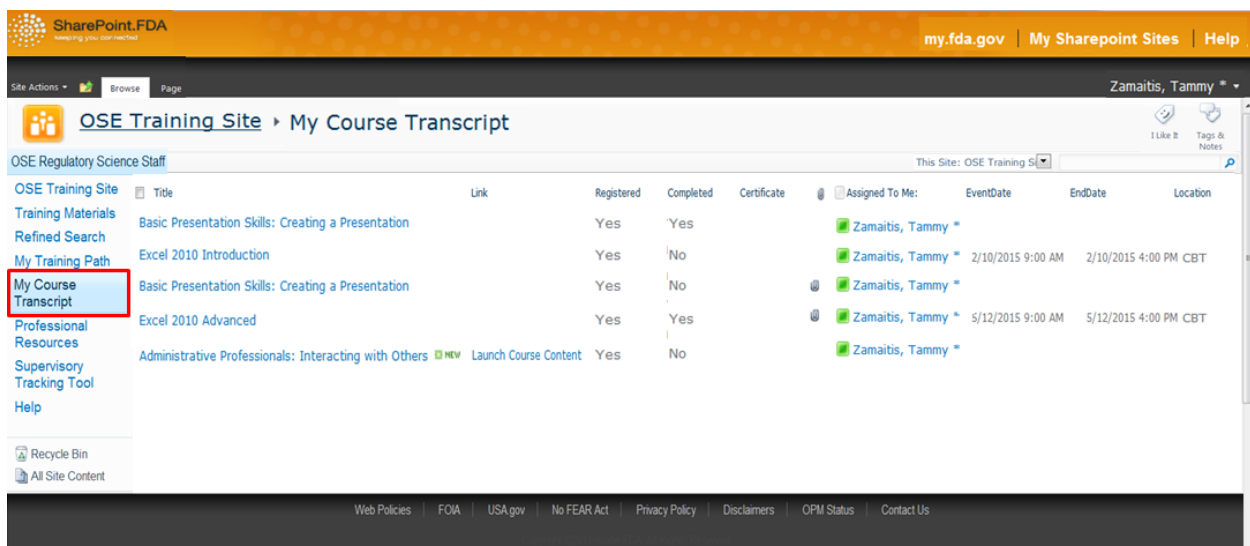 SharePoint.FDA
keeping you connected
my.fda.gov | My Sharepoint Sites | Help
Site Actions Browse Page Zamaitis, Tammy *
OSE Training Site ▸ My Course Transcript
I Like It Tags & Notes
OSE Regulatory Science Staff This Site: OSE Training Si
OSE Training Site
Training Materials
Refined Search
My Training Path
My Course
Transcript
Professional
Resources
Supervisory
Tracking Tool
Help
Recycle Bin
All Site Content
Title Link Registered Completed Certificate Assigned To Me: EventDate EndDate Location
Basic Presentation Skills: Creating a Presentation Yes Yes Zamaitis, Tammy *
Excel 2010 Introduction Yes No Zamaitis, Tammy * 2/10/2015 9:00 AM 2/10/2015 4:00 PM CBT
Basic Presentation Skills: Creating a Presentation Yes No Zamaitis, Tammy *
Excel 2010 Advanced Yes Yes Zamaitis, Tammy * 5/12/2015 9:00 AM 5/12/2015 4:00 PM CBT
Administrative Professionals: Interacting with Others NEW Launch Course Content Yes No Zamaitis, Tammy *
Web Policies | FOIA | USA.gov | No FEAR Act | Privacy Policy | Disclaimers | OPM Status | Contact Us